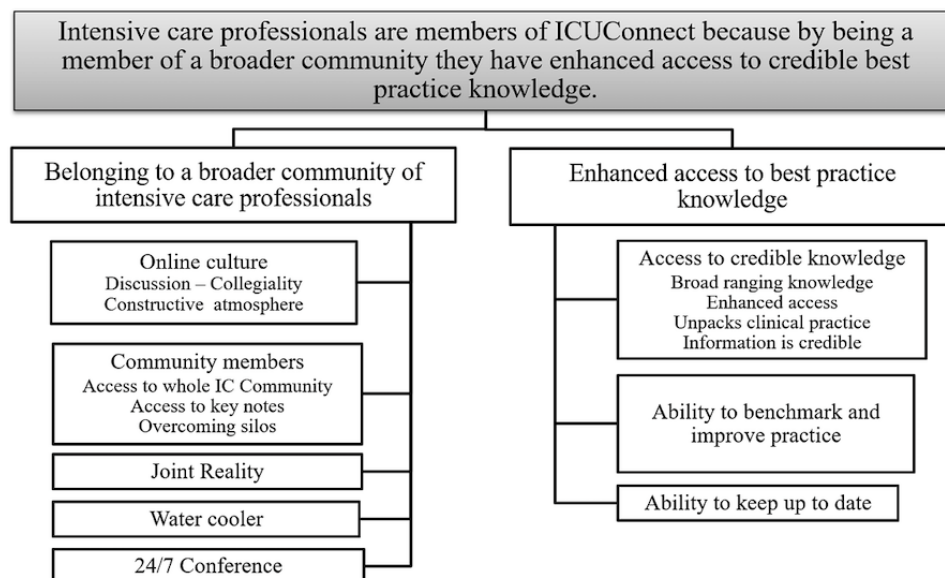 Intensive care professionals are members of ICUConnect because by being a
member of a broader community they have enhanced access to credible best
practice knowledge.
Belonging to a broader community of
intensive care professionals
Online culture
Discussion – Collegiality
Constructive atmosphere
Community members
Access to whole IC Community
Access to key notes
Overcoming silos
Joint Reality
Water cooler
24/7 Conference
Enhanced access to best practice
knowledge
Access to credible knowledge
Broad ranging knowledge
Enhanced access
Unpacks clinical practice
Information is credible
Ability to benchmark and
improve practice
Ability to keep up to date